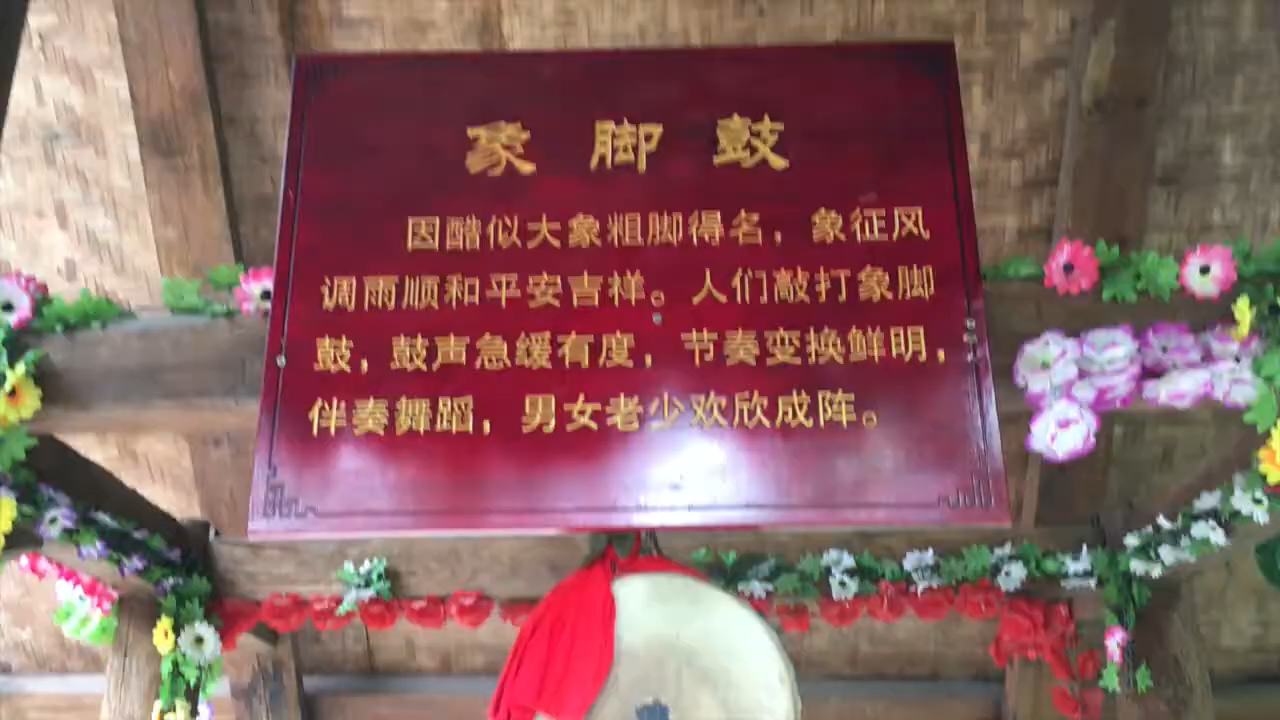 象脚鼓
因酷似大象粗脚得名，象征风
调雨顺和平安吉祥。人们敲打象脚
鼓，鼓声急缓有度，节奏变换鲜明，
伴奏舞蹈，男女老少欢欣成阵。